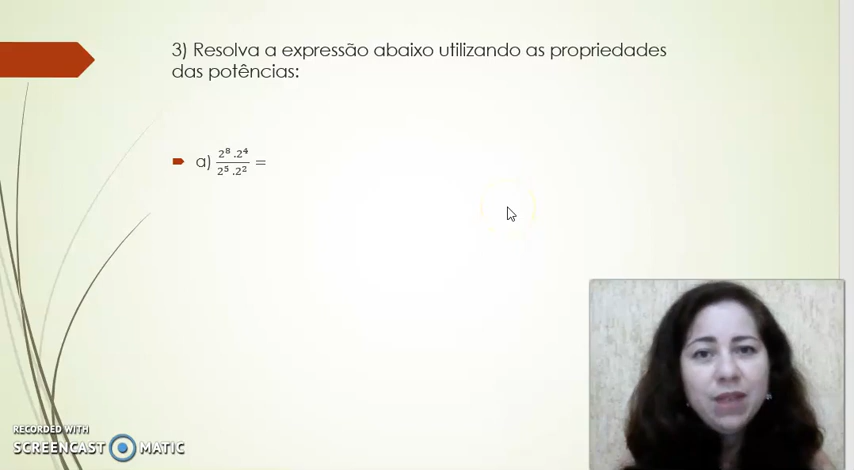 3) Resolva a expressão abaixo utilizando as propriedades
das potências:
a) 2⁸ .2⁴ / 2⁵ .2² =
RECORDED WITH
SCREENCAST MATIC